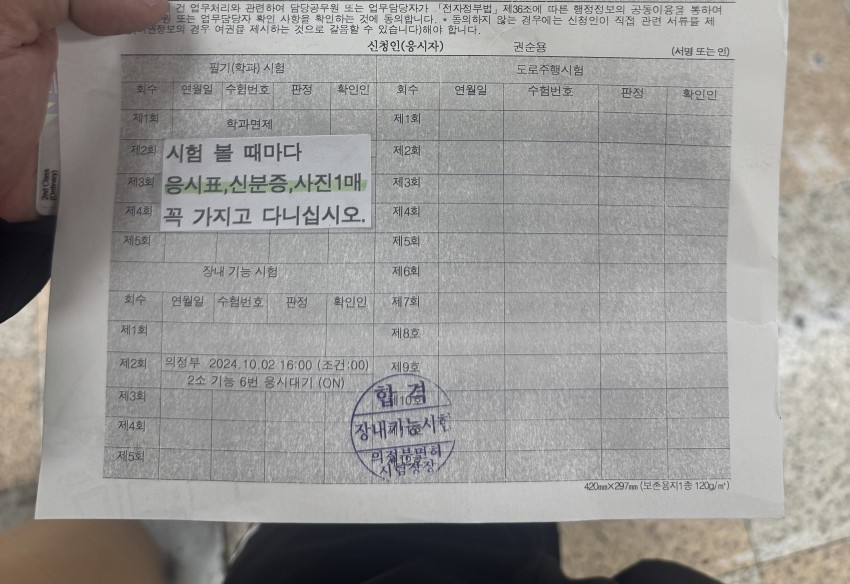 건 업무처리와 관련하여 담당공무원 또는 업무담당자가 「전자정부법」 제36조에 따른 행정정보의 공동이용을 통하여
원 또는 업무담당자 확인 사항을 확인하는 것에 동의합니다. * 동의하지 않는 경우에는 신청인이 직접 관련 서류를 제
경우 여권을 제시하는 것으로 갈음할 수 있습니다)해야 합니다.
신청인(응시자) 권순용 (서명 또는 인)
필기(학과) 시험 도로주행시험
회수 연월일 수험번호 판정 확인인 회수 연월일 수험번호 판정 확인인
제1회 학과면제 제1회
제2회 시험 볼 때마다 제2회
제3회 응시표,신분증,사진1매 제3회
제4회 꼭 가지고 다니십시오. 제4회
제5회 제5회
장내 기능 시험 제6회
회수 연월일 수험번호 판정 확인인 제7회
제1회 제8호
제2회 의정부 2024.10.02 16:00 (조건:00) 제9호
2소 기능 6번 응시대기 (ON)
제3회 합 격 제10호
제4회 장내기능시험
제5회 의정부면허
시험장장
420㎜×297㎜ (보존용지1종 120g/㎡)